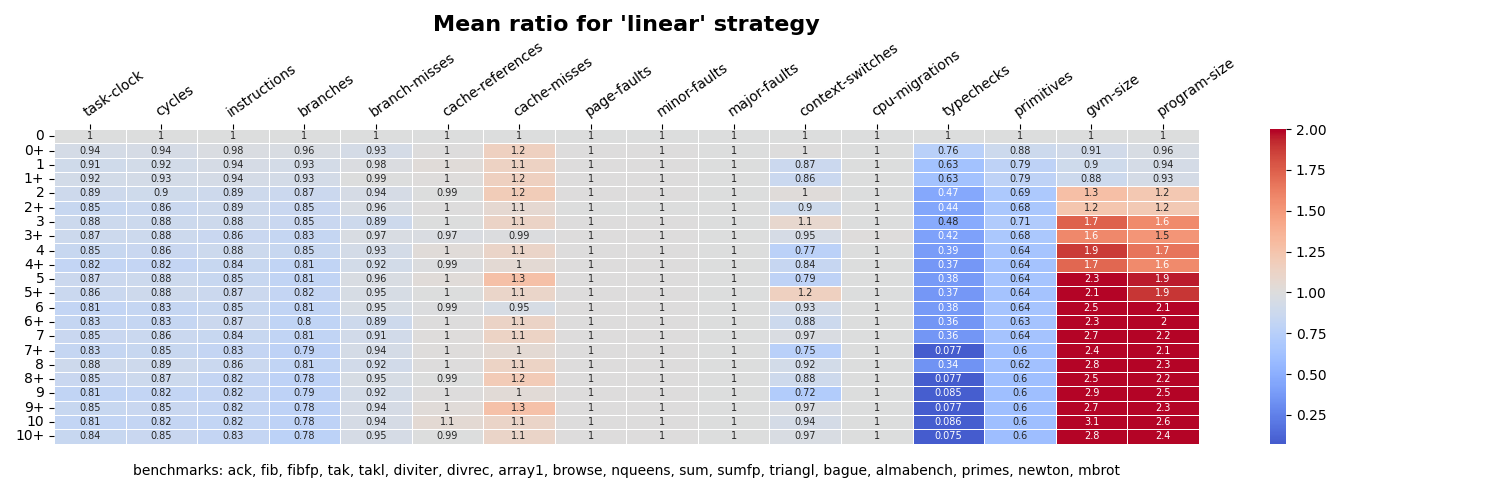 Mean ratio for 'linear' strategy
task-clock cycles instructions branches branch-misses cache-references cache-misses page-faults minor-faults major-faults context-switches cpu-migrations typechecks primitives gvm-size program-size
0 1 1 1 1 1 1 1 1 1 1 1 1 1 1 1 1
0+ 0.94 0.94 0.98 0.96 0.93 1 1.2 1 1 1 1 1 0.76 0.88 0.91 0.96
1 0.91 0.92 0.94 0.93 0.98 1 1.1 1 1 1 0.87 1 0.63 0.79 0.9 0.94
1+ 0.92 0.93 0.94 0.93 0.99 1 1.2 1 1 1 0.86 1 0.63 0.79 0.88 0.93
2 0.89 0.9 0.89 0.87 0.94 0.99 1.2 1 1 1 1 1 0.47 0.69 1.3 1.2
2+ 0.85 0.86 0.89 0.85 0.96 1 1.1 1 1 1 0.9 1 0.44 0.68 1.2 1.2
3 0.88 0.88 0.88 0.85 0.89 1 1.1 1 1 1 1.1 1 0.48 0.71 1.7 1.6
3+ 0.87 0.88 0.86 0.83 0.97 0.97 0.99 1 1 1 0.95 1 0.42 0.68 1.6 1.5
4 0.85 0.86 0.88 0.85 0.93 1 1.1 1 1 1 0.77 1 0.39 0.64 1.9 1.7
4+ 0.82 0.82 0.84 0.81 0.92 0.99 1 1 1 1 0.84 1 0.37 0.64 1.7 1.6
5 0.87 0.88 0.85 0.81 0.96 1 1.3 1 1 1 0.79 1 0.38 0.64 2.3 1.9
5+ 0.86 0.88 0.87 0.82 0.95 1 1.1 1 1 1 1.2 1 0.37 0.64 2.1 1.9
6 0.81 0.83 0.85 0.81 0.95 0.99 0.95 1 1 1 0.93 1 0.38 0.64 2.5 2.1
6+ 0.83 0.83 0.87 0.8 0.89 1 1.1 1 1 1 0.88 1 0.36 0.63 2.3 2
7 0.85 0.86 0.84 0.81 0.91 1 1.1 1 1 1 0.97 1 0.36 0.64 2.7 2.2
7+ 0.83 0.85 0.83 0.79 0.94 1 1 1 1 1 0.75 1 0.077 0.6 2.4 2.1
8 0.88 0.89 0.86 0.81 0.92 1 1.1 1 1 1 0.92 1 0.34 0.62 2.8 2.3
8+ 0.85 0.87 0.82 0.78 0.95 0.99 1.2 1 1 1 0.88 1 0.077 0.6 2.5 2.2
9 0.81 0.82 0.82 0.79 0.92 1 1 1 1 1 0.72 1 0.085 0.6 2.9 2.5
9+ 0.85 0.85 0.82 0.78 0.94 1 1.3 1 1 1 0.97 1 0.077 0.6 2.7 2.3
10 0.81 0.82 0.82 0.78 0.94 1.1 1.1 1 1 1 0.94 1 0.086 0.6 3.1 2.6
10+ 0.84 0.85 0.83 0.78 0.95 0.99 1.1 1 1 1 0.97 1 0.075 0.6 2.8 2.4
2.00
1.75
1.50
1.25
1.00
0.75
0.50
0.25
benchmarks: ack, fib, fibfp, tak, takl, diviter, divrec, array1, browse, nqueens, sum, sumfp, triangl, bague, almabench, primes, newton, mbrot